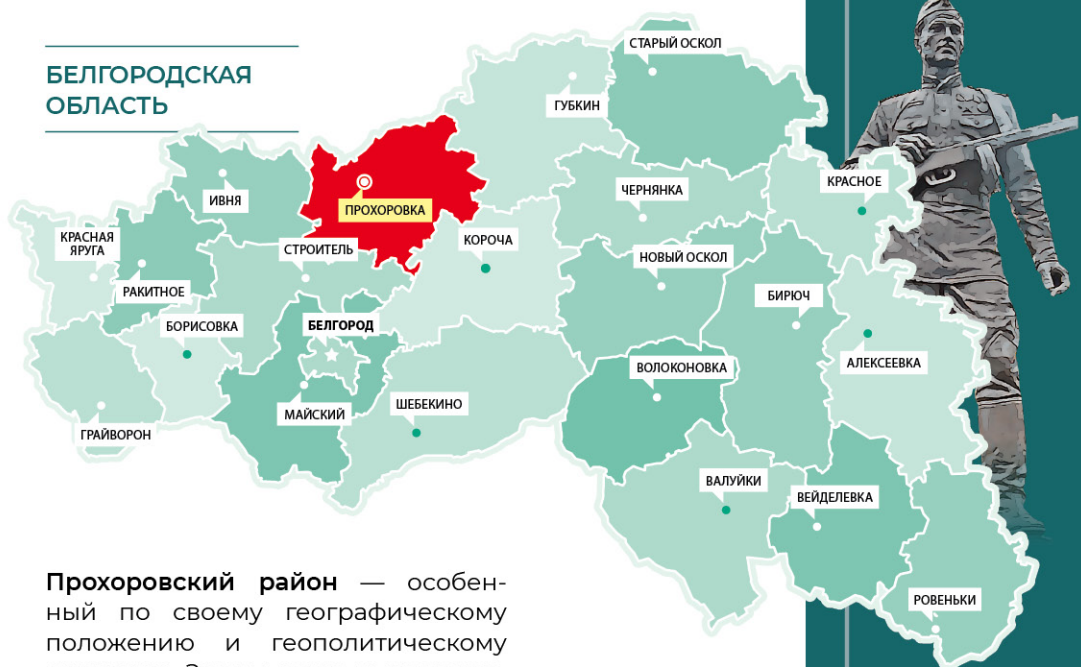 БЕЛГОРОДСКАЯ
ОБЛАСТЬ
СТАРЫЙ ОСКОЛ
ГУБКИН
ИВНЯ
ПРОХОРОВКА
ЧЕРНЯНКА
КРАСНОЕ
КРАСНАЯ
ЯРУГА
СТРОИТЕЛЬ
КОРОЧА
НОВЫЙ ОСКОЛ
РАКИТНОЕ
БИРЮЧ
БОРИСОВКА
БЕЛГОРОД
ВОЛОКОНОВКА
АЛЕКСЕЕВКА
МАЙСКИЙ
ШЕБЕКИНО
ГРАЙВОРОН
ВАЛУЙКИ
ВЕЙДЕЛЕВКА
РОВЕНЬКИ
Прохоровский район — особен-
ный по своему географическому
положению и геополитическому